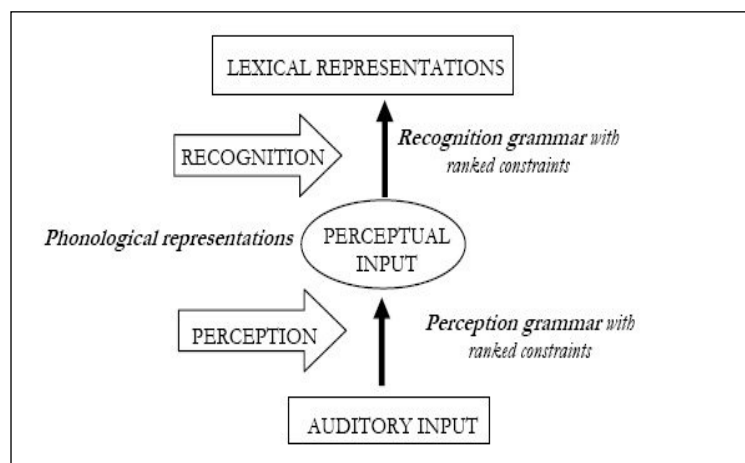 LEXICAL REPRESENTATIONS
Recognition grammar with
ranked constraints
RECOGNITION
Phonological representations
PERCEPTUAL
INPUT
Perception grammar with
ranked constraints
PERCEPTION
AUDITORY INPUT